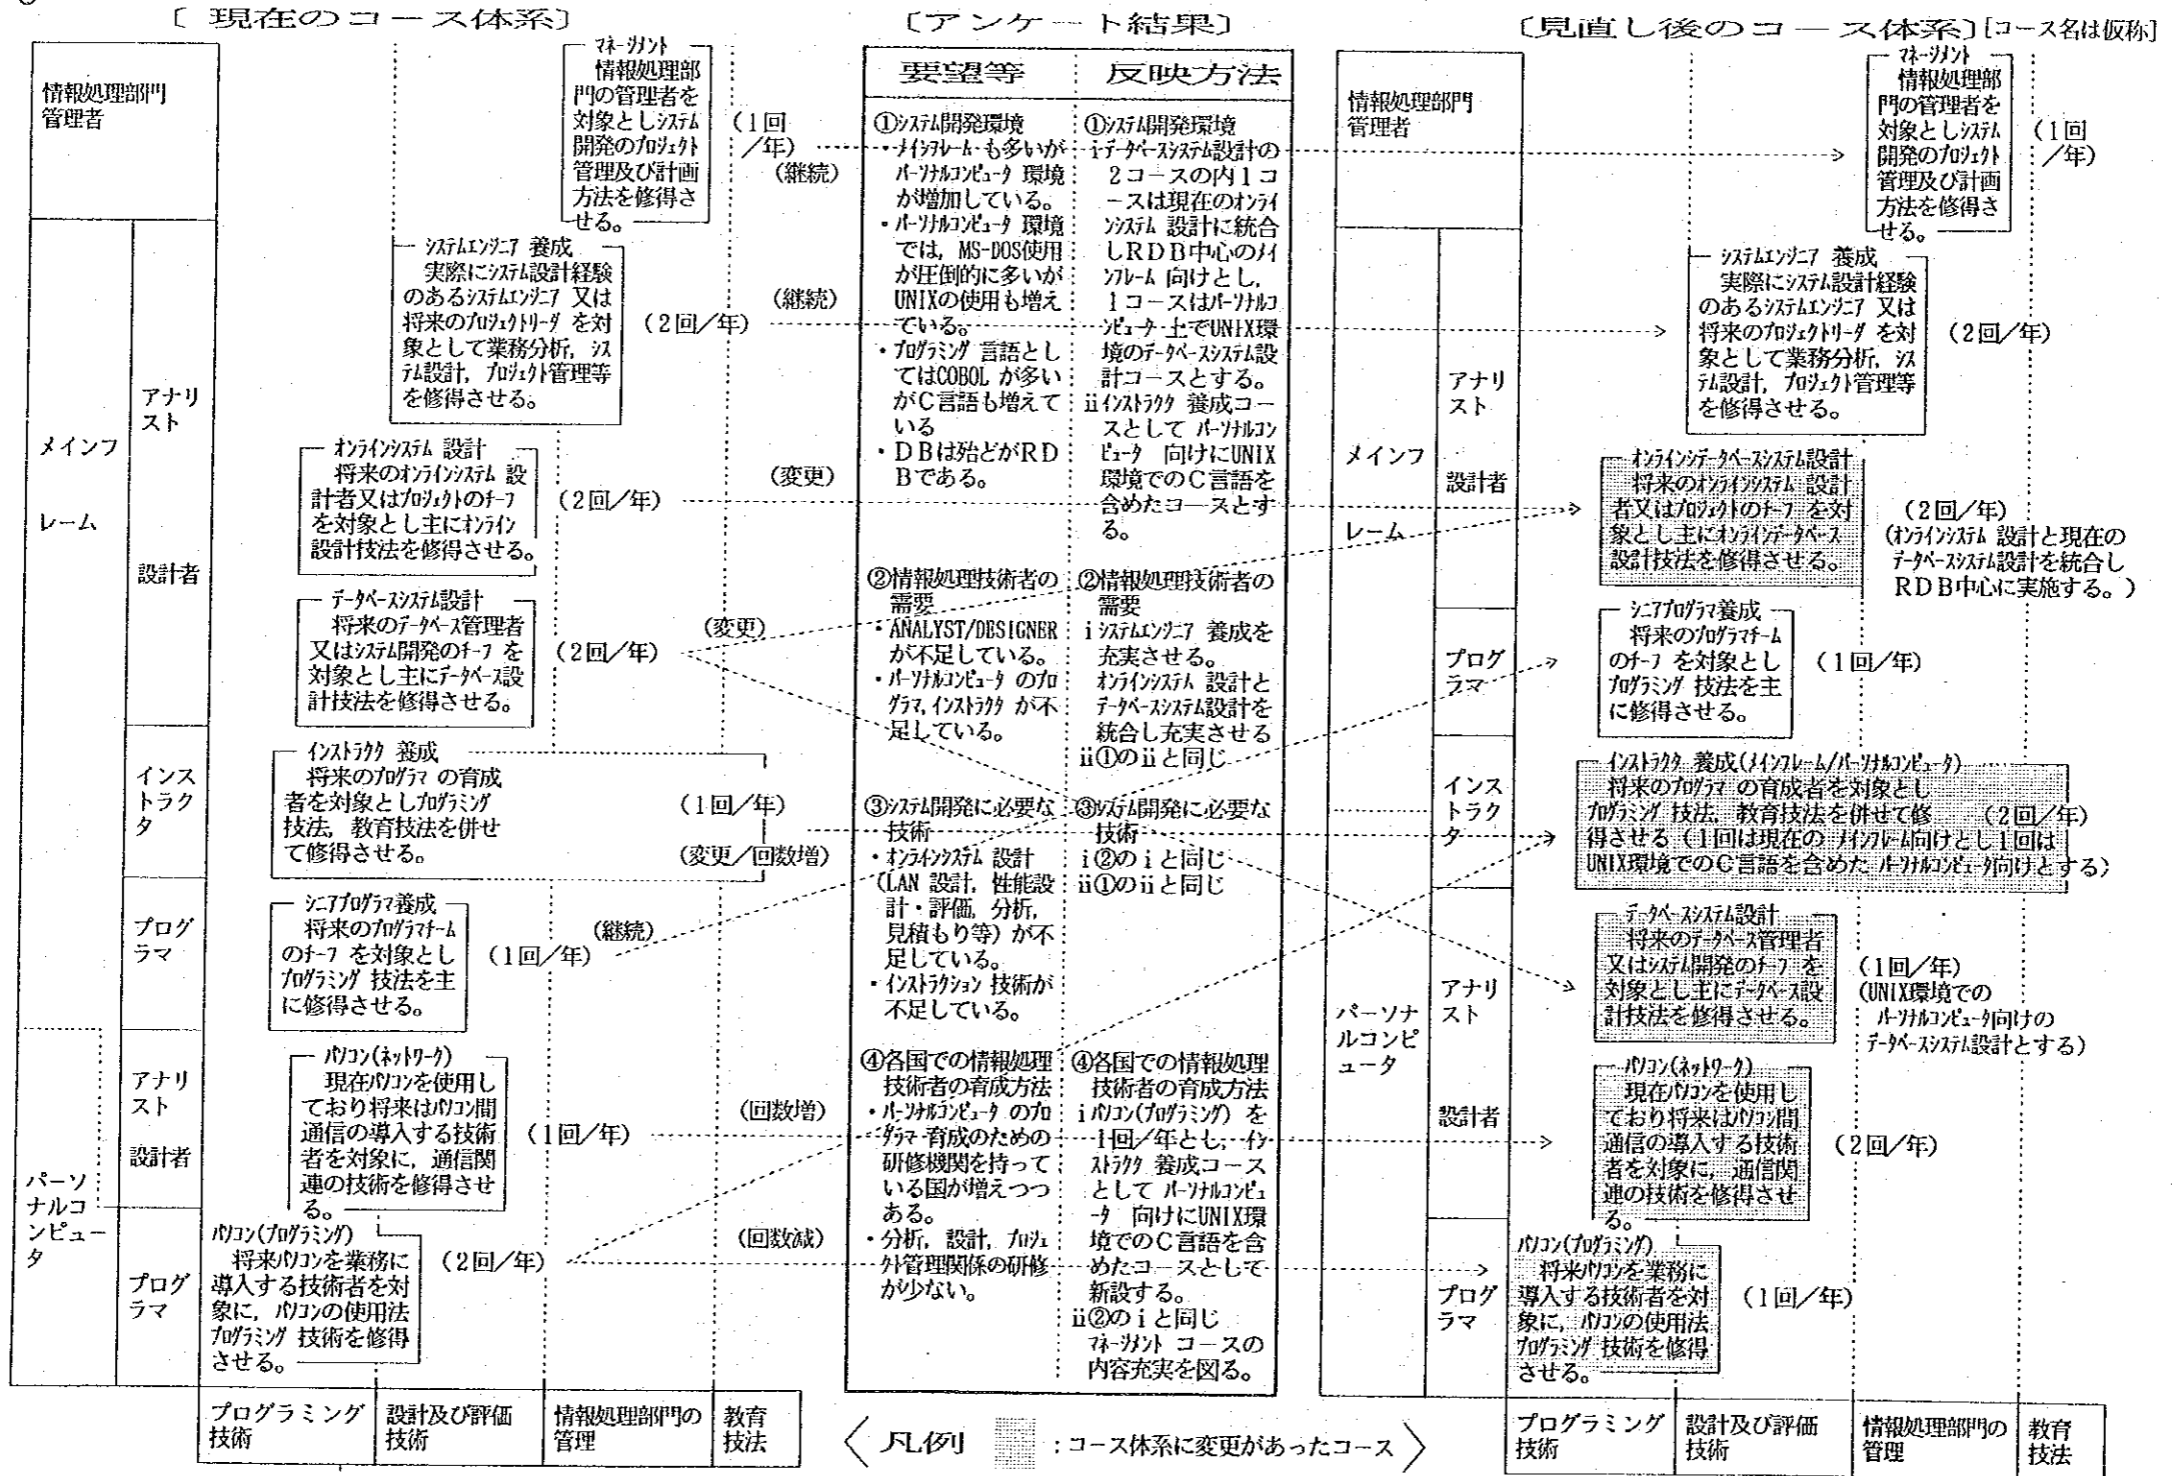 〔 現在のコース体系〕
情報処理部門
管理者
メインフ
レーム
アナリ
スト
設計者
インス
トラク
タ
プログ
ラマ
パーソ
ナルコ
ンピュー
タ
アナリ
スト
設計者
プログ
ラマ
マネージメント
情報処理部
門の管理者を
対象としシステム
開発のプロジェクト
管理及び計画
方法を修得さ
せる。
(1回
/年)
(継続)
システムエンジニア 養成
実際にシステム設計経験
のあるシステムエンジニア 又は
将来のプロジェクトリーダ を対
象として業務分析, シス
テム設計, プロジェクト管理等
を修得させる。
(2回/年)
(継続)
オンラインシステム 設計
将来のオンラインシステム 設
計者又はプロジェクトのチーフ
を対象とし主にオンライン
設計技法を修得させる。
(2回/年)
(変更)
データベースシステム設計
将来のデータベース管理者
又はシステム開発のチーフ を
対象とし主にデータベース設
計技法を修得させる。
(2回/年)
(変更)
インストラクタ 養成
将来のプログラマ の育成
者を対象としプログラミング
技法, 教育技法を併せ
て修得させる。
(1回/年)
(変更/回数増)
シニアプログラマ養成
将来のプログラマチーム
のチーフ を対象とし
プログラミング 技法を主
に修得させる。
(1回/年)
(継続)
パソコン(ネットワーク)
現在パソコンを使用し
ており将来はパソコン間
通信の導入する技術
者を対象に, 通信関
連の技術を修得させ
る。
(1回/年)
(回数増)
パソコン(プログラミング)
将来パソコンを業務に
導入する技術者を対
象に, パソコンの使用法
プログラミング 技術を修得
させる。
(2回/年)
(回数減)
プログラミング
技術
設計及び評価
技術
情報処理部門の
管理
教育
技法
〔アンケート結果〕
要望等
①システム開発環境
・メインフレーム も多いが
パーソナルコンピュータ 環境
が増加している。
・パーソナルコンピュータ 環境
では, MS-DOS使用
が圧倒的に多いが
UNIXの使用も増え
ている。
・プログラミング 言語とし
てはCOBOL が多い
がC言語も増えて
いる
・DBは殆どがRD
Bである。
②情報処理技術者の
需要
・ANALYST/DESIGNER
が不足している。
・パーソナルコンピュータ のプロ
グラマ, インストラクタ が不
足している。
③システム開発に必要な
技術
・オンラインシステム 設計
(LAN 設計, 性能設
計・評価, 分析,
見積もり等) が不
足している。
・インストラクション 技術が
不足している。
④各国での情報処理
技術者の育成方法
・パーソナルコンピュータ のプロ
グラマ 育成のための
研修機関を持って
いる国が増えつつ
ある。
・分析, 設計, プロジェ
クト管理関係の研修
が少ない。
反映方法
①システム開発環境
ⅰデータベースシステム設計の
2コースの内1コ
ースは現在のオンライ
ンシステム 設計に統合
しRDB中心のメイ
ンフレーム 向けとし,
1コースはパーソナルコ
ンピュータ 上でUNIX環
境のデータベースシステム設
計コースとする。
ⅱインストラクタ 養成コー
スとして パーソナルコン
ピュータ 向けにUNIX
環境でのC言語を
含めたコースとす
る。
②情報処理技術者の
需要
ⅰシステムエンジニア 養成を
充実させる。
オンラインシステム 設計と
データベースシステム設計を
統合し充実させる
ⅱ①のⅱと同じ
③システム開発に必要な
技術
ⅰ②のⅰと同じ
ⅱ①のⅱと同じ
④各国での情報処理
技術者の育成方法
ⅰパソコン(プログラミング) を
1回/年とし, イン
ストラクタ 養成コース
として パーソナルコンピュ
ータ 向けにUNIX環
境でのC言語を含
めたコースとして
新設する。
ⅱ②のⅰと同じ
マネージメント コースの
内容充実を図る。
〈 凡例 :コース体系に変更があったコース 〉
〔見直し後のコース体系〕[コース名は仮称]
情報処理部門
管理者
メインフ
レーム
アナリ
スト
設計者
プログ
ラマ
インス
トラク
タ
パーソナ
ルコンピ
ュータ
アナリ
スト
設計者
プログ
ラマ
マネージメント
情報処理部
門の管理者を
対象としシステム
開発のプロジェクト
管理及び計画
方法を修得さ
せる。
(1回
/年)
システムエンジニア 養成
実際にシステム設計経験
のあるシステムエンジニア 又は
将来のプロジェクトリーダ を対
象として業務分析, シス
テム設計, プロジェクト管理等
を修得させる。
(2回/年)
オンラインデータベースシステム設計
将来のオンラインシステム 設計
者又はプロジェクトのチーフ を対
象とし主にオンラインデータベース
設計技法を修得させる。
(2回/年)
(オンラインシステム 設計と現在の
データベースシステム設計を統合し
RDB中心に実施する。)
シニアプログラマ養成
将来のプログラマチーム
のチーフ を対象とし
プログラミング 技法を主
に修得させる。
(1回/年)
インストラクタ 養成(メインフレーム/パーソナルコンピュータ)
将来のプログラマ の育成者を対象とし
プログラミング 技法, 教育技法を併せて修 (2回/年)
得させる (1回は現在の メインフレーム向けとし1回は
UNIX環境でのC言語を含めた パーソナルコンピュータ向けとする)
データベースシステム設計
将来のデータベース管理者
又はシステム開発のチーフ を
対象とし主にデータベース設
計技法を修得させる。
(1回/年)
(UNIX環境での
パーソナルコンピュータ向けの
データベースシステム設計とする)
パソコン(ネットワーク)
現在パソコンを使用し
ており将来はパソコン間
通信の導入する技術
者を対象に, 通信関
連の技術を修得させ
る。
(2回/年)
パソコン(プログラミング)
将来パソコンを業務に
導入する技術者を対
象に, パソコンの使用法
プログラミング 技術を修得
させる。
(1回/年)
プログラミング
技術
設計及び評価
技術
情報処理部門の
管理
教育
技法